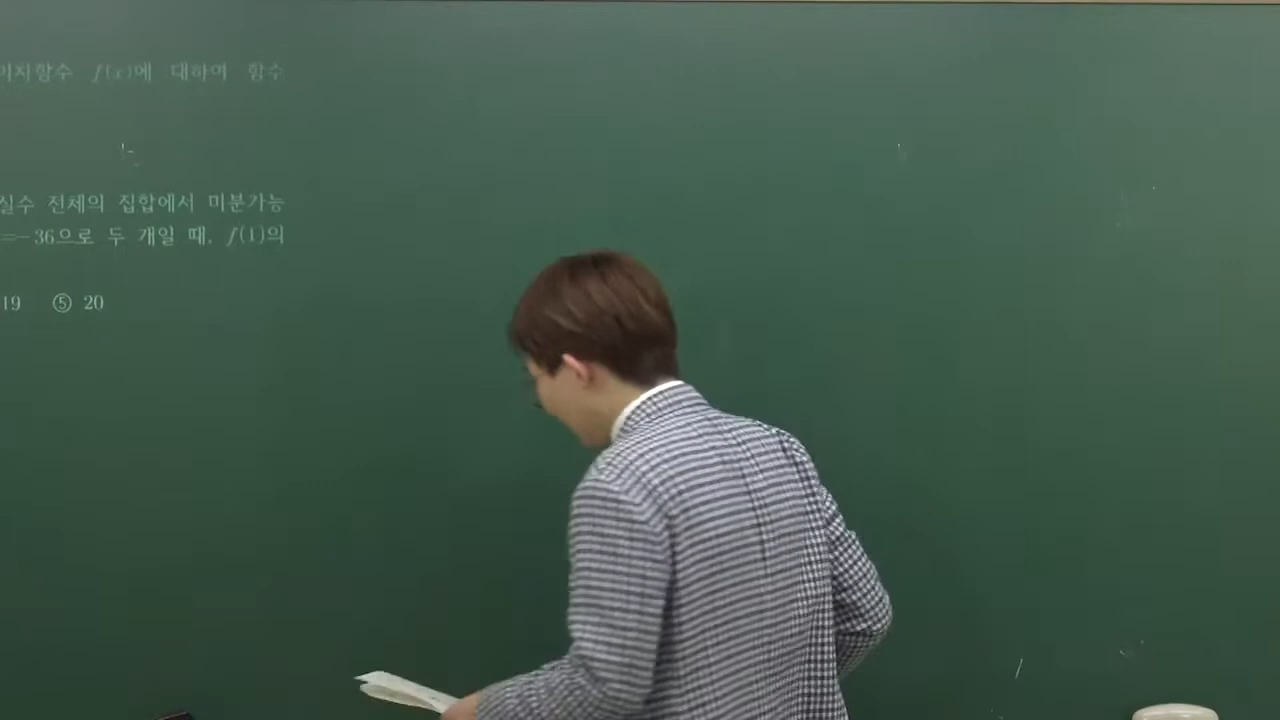 이차함수 f(x)에 대하여 함수
실수 전체의 집합에서 미분가능
=-36으로 두 개일 때, f(1)의
19 ⑤ 20